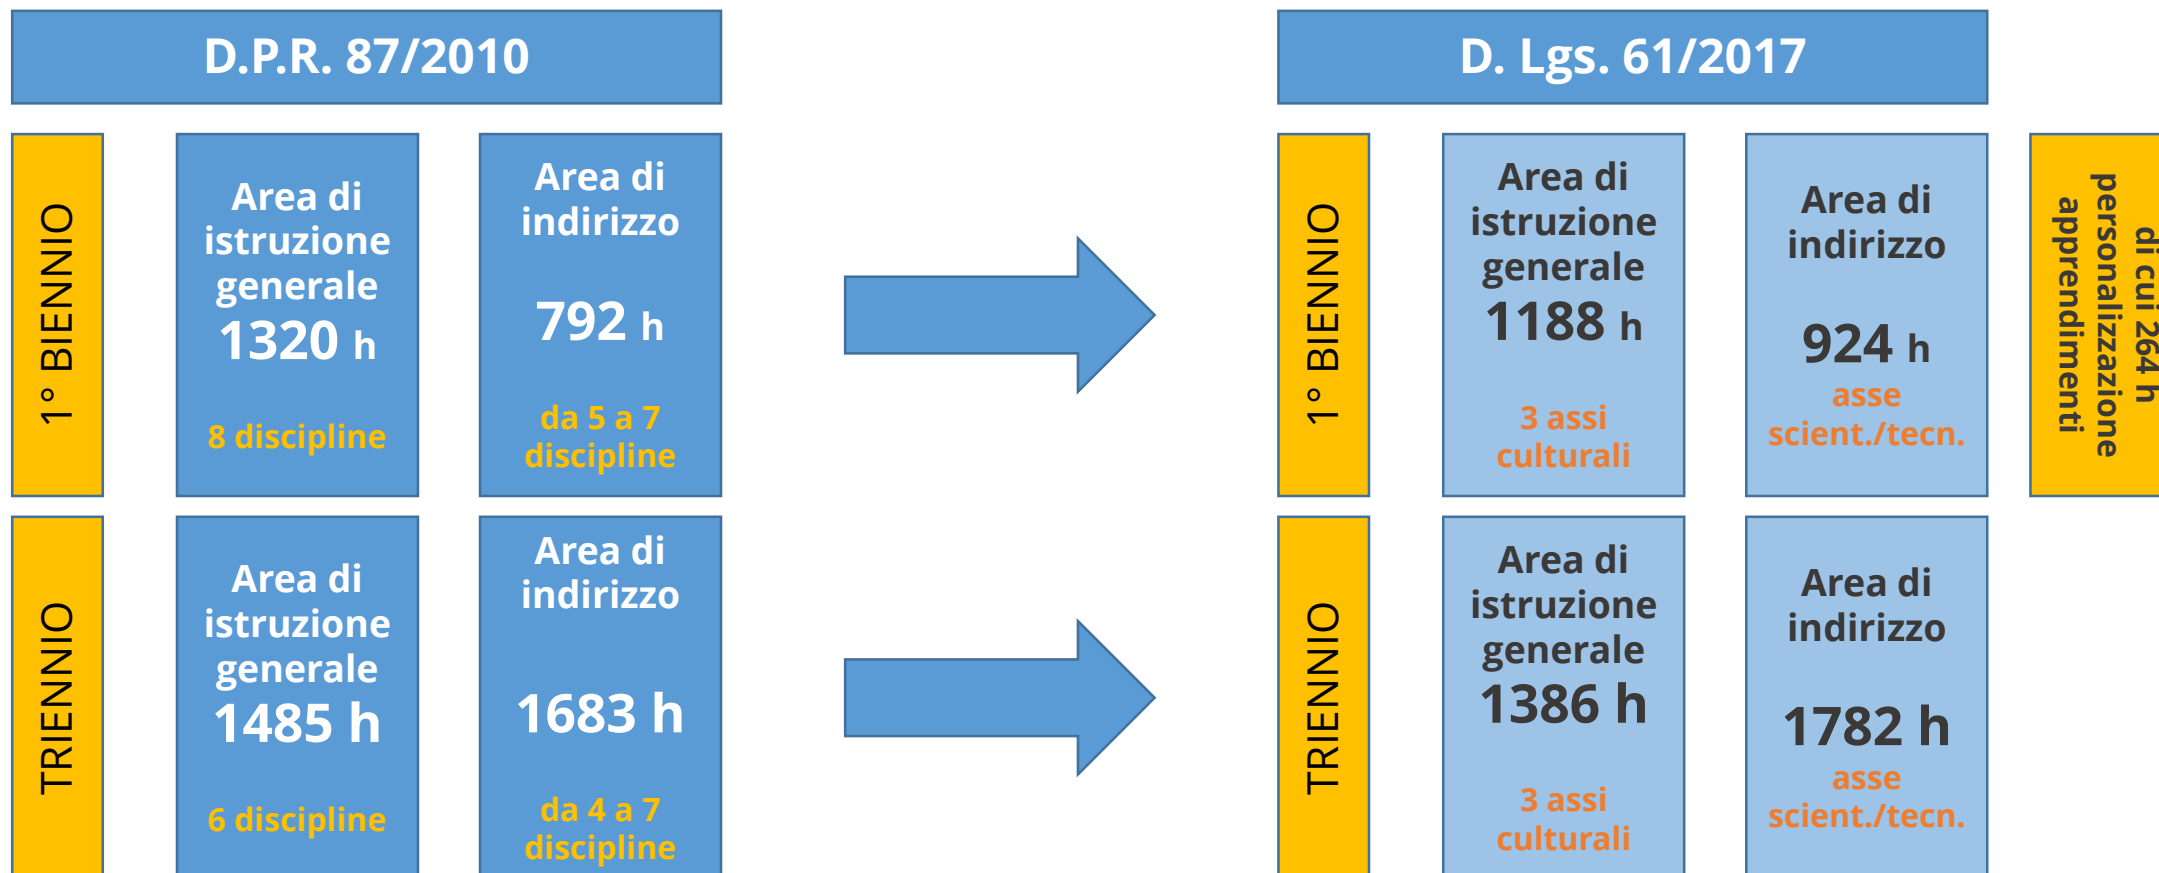 D.P.R. 87/2010
D. Lgs. 61/2017
1° BIENNIO
Area di
istruzione
generale
1320 h
8 discipline
Area di
indirizzo
792 h
da 5 a 7
discipline
1° BIENNIO
Area di
istruzione
generale
1188 h
3 assi
culturali
Area di
indirizzo
924 h
asse
scient./tecn.
di cui 264 h
personalizzazione
apprendimenti
TRIENNIO
Area di
istruzione
generale
1485 h
6 discipline
Area di
indirizzo
1683 h
da 4 a 7
discipline
TRIENNIO
Area di
istruzione
generale
1386 h
3 assi
culturali
Area di
indirizzo
1782 h
asse
scient./tecn.